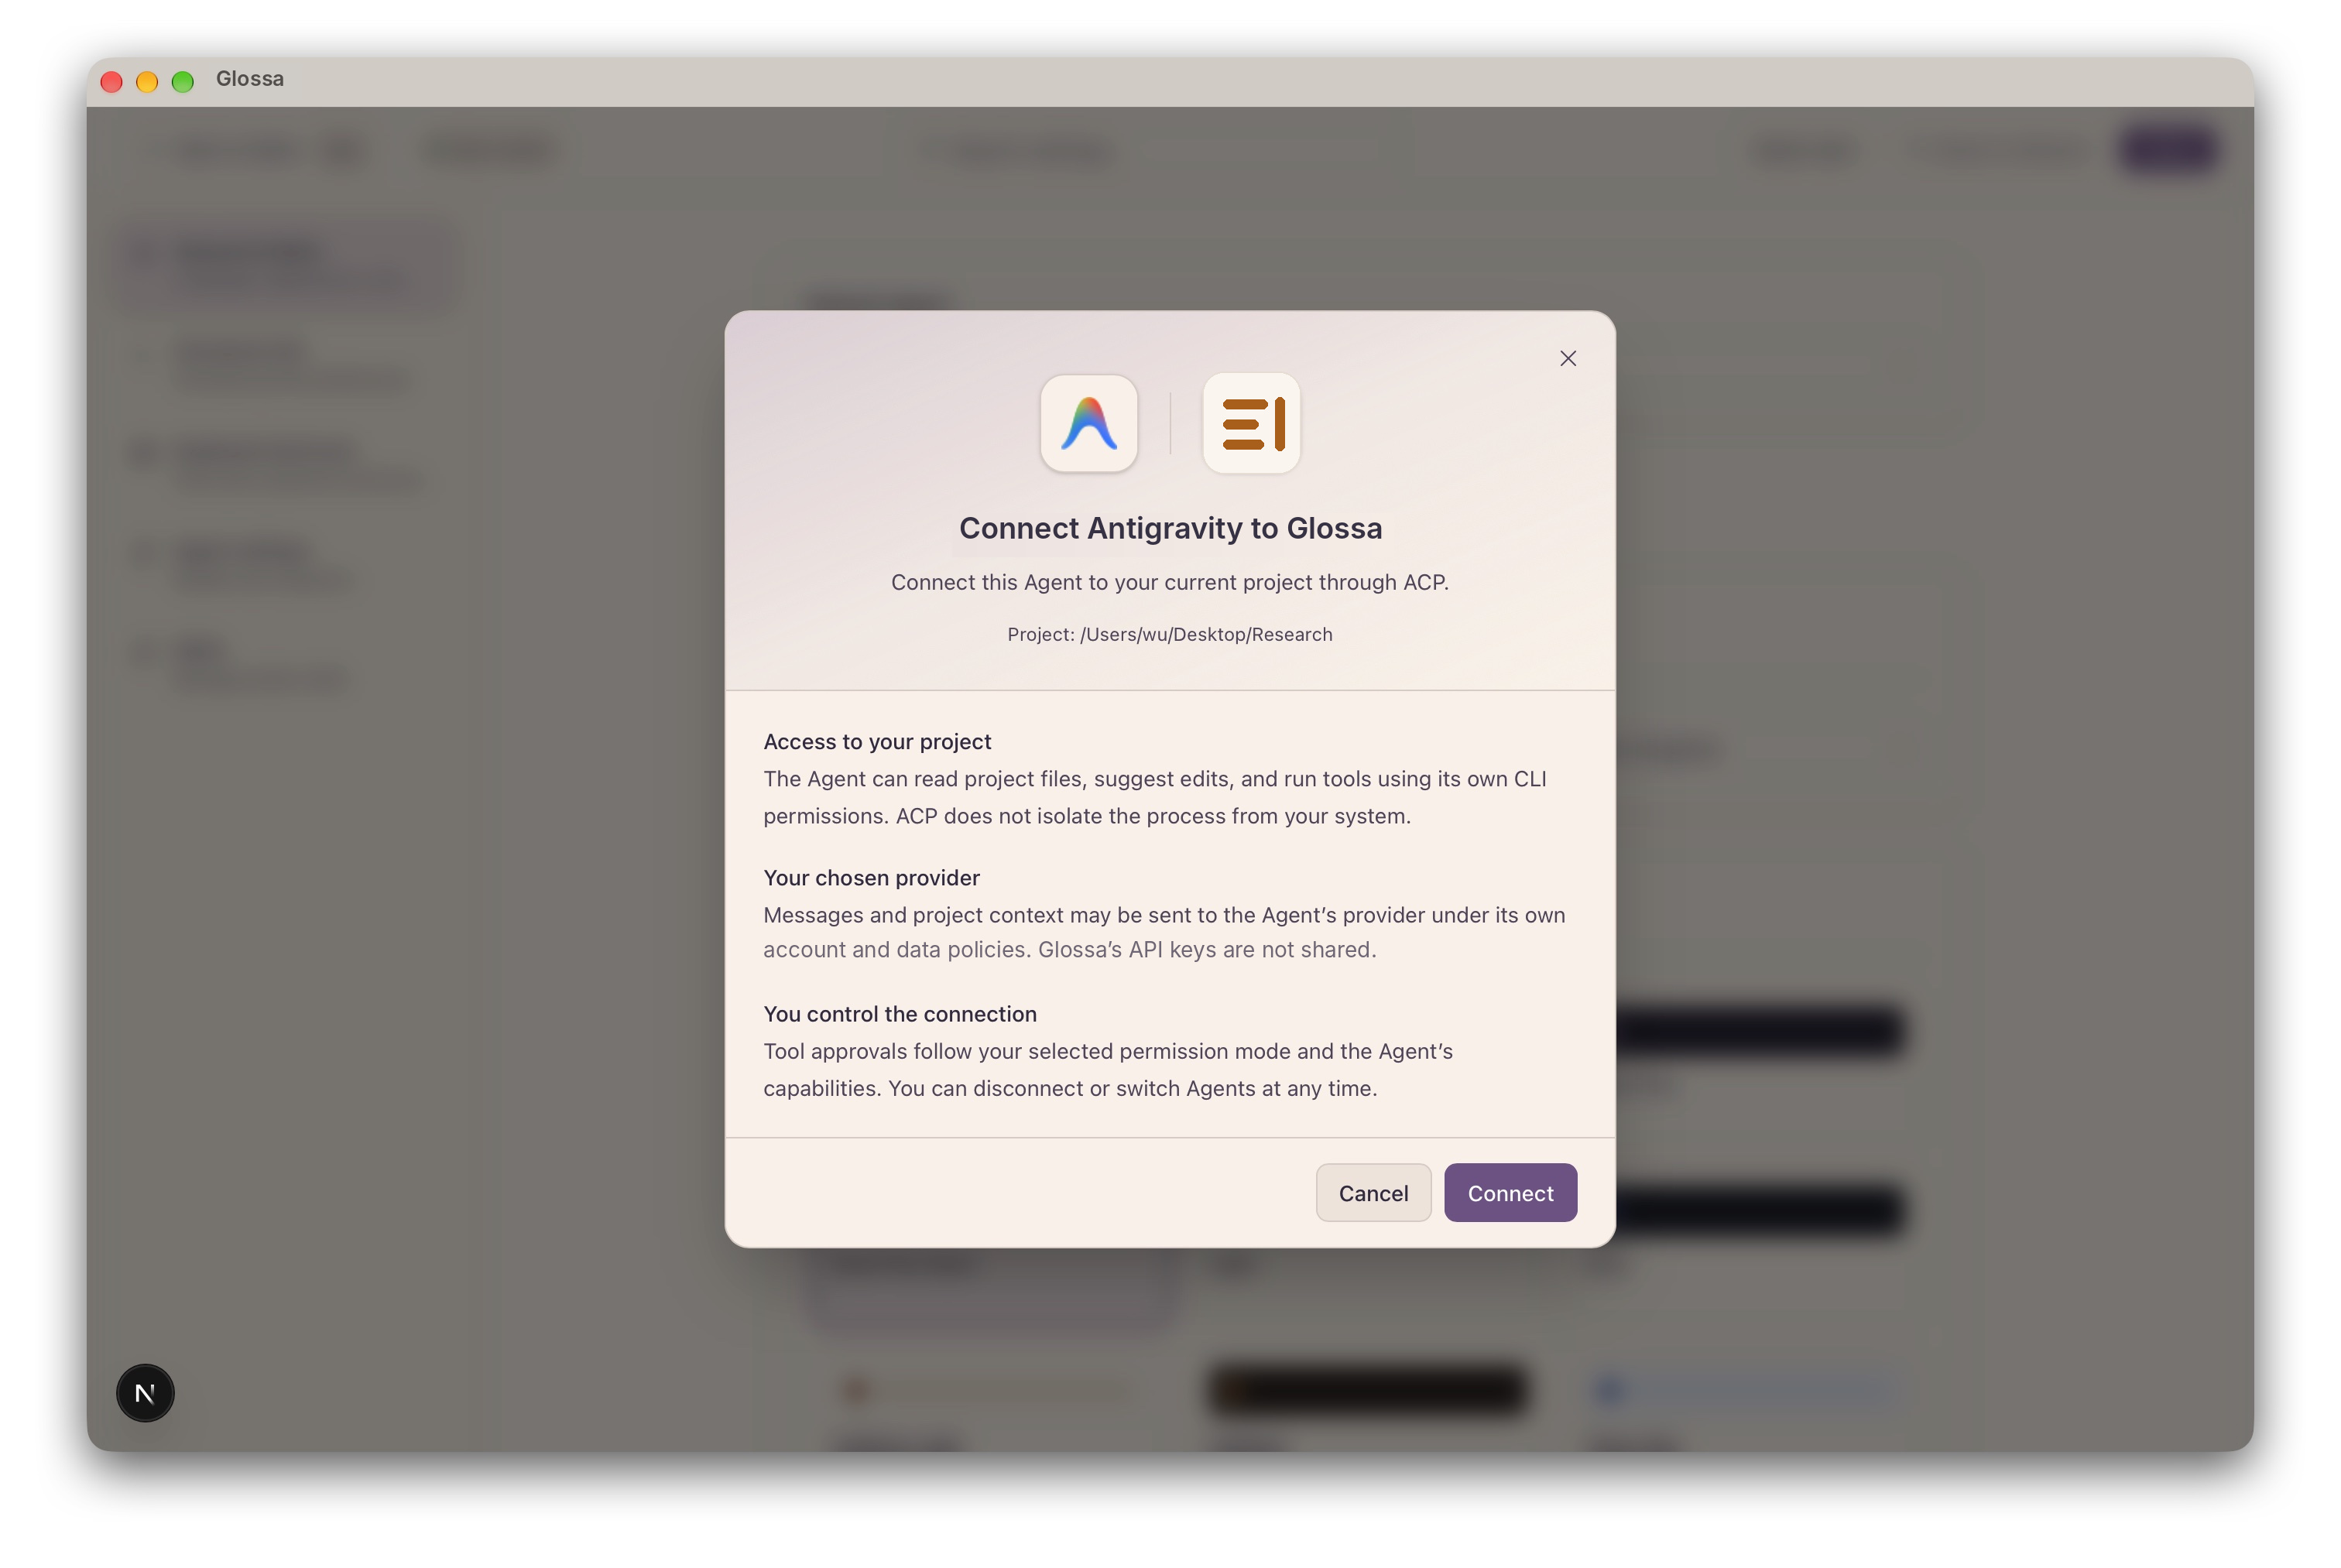 Glossa
Connect Antigravity to Glossa
Connect this Agent to your current project through ACP.
Project: /Users/wu/Desktop/Research
Access to your project
The Agent can read project files, suggest edits, and run tools using its own CLI
permissions. ACP does not isolate the process from your system.
Your chosen provider
Messages and project context may be sent to the Agent’s provider under its own
account and data policies. Glossa’s API keys are not shared.
You control the connection
Tool approvals follow your selected permission mode and the Agent’s
capabilities. You can disconnect or switch Agents at any time.
Cancel
Connect
N